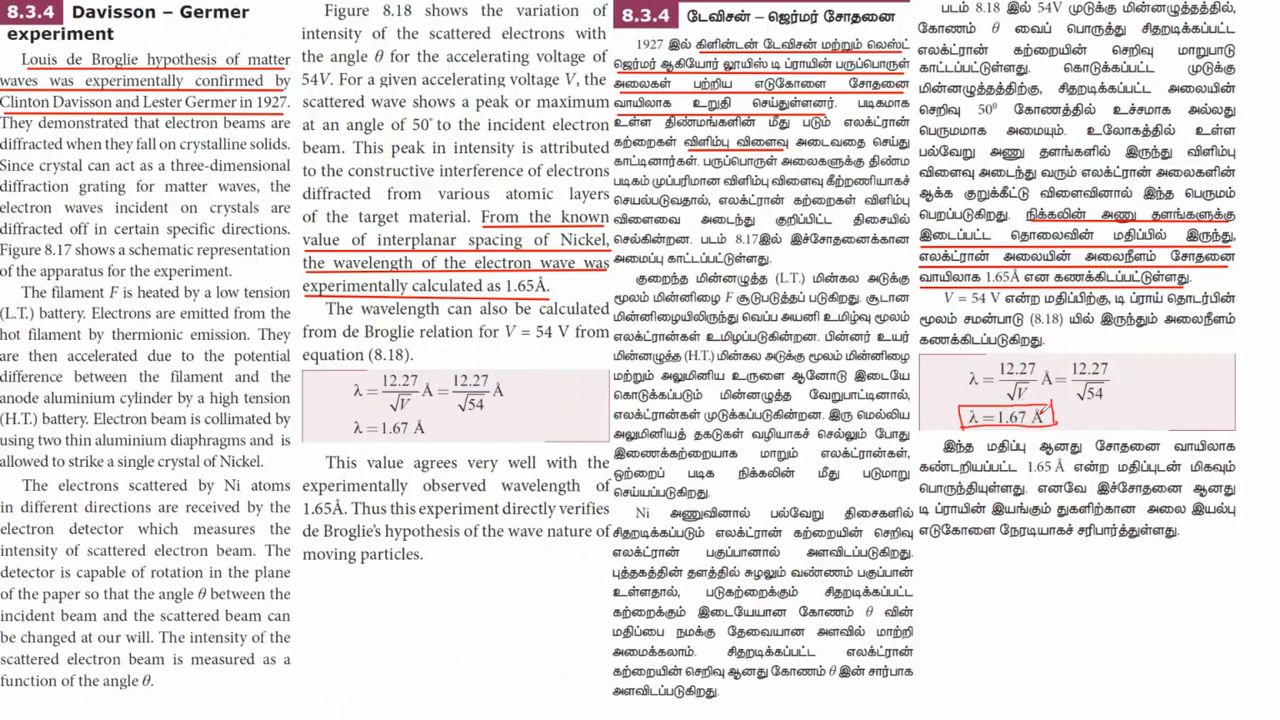 8.3.4 Davisson – Germer
experiment
Louis de Broglie hypothesis of matter
waves was experimentally confirmed by
Clinton Davisson and Lester Germer in 1927.
They demonstrated that electron beams are
diffracted when they fall on crystalline solids.
Since crystal can act as a three-dimensional
diffraction grating for matter waves, the
electron waves incident on crystals are
diffracted off in certain specific directions.
Figure 8.17 shows a schematic representation
of the apparatus for the experiment.
The filament F is heated by a low tension
(L.T.) battery. Electrons are emitted from the
hot filament by thermionic emission. They
are then accelerated due to the potential
difference between the filament and the
anode aluminium cylinder by a high tension
(H.T.) battery. Electron beam is collimated by
using two thin aluminium diaphragms and is
allowed to strike a single crystal of Nickel.
The electrons scattered by Ni atoms
in different directions are received by the
electron detector which measures the
intensity of scattered electron beam. The
detector is capable of rotation in the plane
of the paper so that the angle θ between the
incident beam and the scattered beam can
be changed at our will. The intensity of the
scattered electron beam is measured as a
function of the angle θ.
Figure 8.18 shows the variation of
intensity of the scattered electrons with
the angle θ for the accelerating voltage of
54V. For a given accelerating voltage V, the
scattered wave shows a peak or maximum
at an angle of 50° to the incident electron
beam. This peak in intensity is attributed
to the constructive interference of electrons
diffracted from various atomic layers
of the target material. From the known
value of interplanar spacing of Nickel,
the wavelength of the electron wave was
experimentally calculated as 1.65Å.
The wavelength can also be calculated
from de Broglie relation for V = 54 V from
equation (8.18).
λ = 12.27/√V Å = 12.27/√54 Å
λ = 1.67 Å
This value agrees very well with the
experimentally observed wavelength of
1.65Å. Thus this experiment directly verifies
de Broglie's hypothesis of the wave nature of
moving particles.
8.3.4 டேவிசன் – ஜெர்மர் சோதனை
1927 இல் கிளின்டன் டேவிசன் மற்றும் லெஸ்ட்
ஜெர்மர் ஆகியோர் லூயிஸ் டி ப்ராயின் பருப்பொருள்
அலைகள் பற்றிய எடுகோளை சோதனை
வாயிலாக உறுதி செய்துள்ளனர். படிகமாக
உள்ள திண்மங்களின் மீது படும் எலக்ட்ரான்
கற்றைகள் விளிம்பு விளைவு அடைவதை செய்து
காட்டினார்கள். பருப்பொருள் அலைகளுக்கு திண்ம
படிகம் முப்பரிமான விளிம்பு விளைவு கீற்றணியாகச்
செயல்படுவதால், எலக்ட்ரான் கற்றைகள் விளிம்பு
விளைவை அடைந்து குறிப்பிட்ட திசையில்
செல்கின்றன. படம் 8.17இல் இச்சோதனைக்கான
அமைப்பு காட்டப்பட்டுள்ளது.
குறைந்த மின்னழுத்த (L.T.) மின்கல அடுக்கு
மூலம் மின்னிழை F சூடுபடுத்தப் படுகிறது. சூடான
மின்னிழையிலிருந்து வெப்ப அயனி உமிழ்வு மூலம்
எலக்ட்ரான்கள் உமிழப்படுகின்றன. பின்னர் உயர்
மின்னழுத்த (H.T.) மின்கல அடுக்கு மூலம் மின்னிழை
மற்றும் அலுமினிய உருளை ஆனோடு இடையே
கொடுக்கப்படும் மின்னழுத்த வேறுபாட்டினால்,
எலக்ட்ரான்கள் முடுக்கப்படுகின்றன. இரு மெல்லிய
அலுமினியத் தகடுகள் வழியாகச் செல்லும் போது
இணைக்கற்றையாக மாறும் எலக்ட்ரான்கள்,
ஒற்றைப் படிக நிக்கலின் மீது படுமாறு
செய்யப்படுகிறது.
Ni அணுவினால் பல்வேறு திசைகளில்
சிதறடிக்கப்படும் எலக்ட்ரான் கற்றையின் செறிவு
எலக்ட்ரான் பகுப்பானால் அளவிடப்படுகிறது.
புத்தகத்தின் தளத்தில் சுழலும் வண்ணம் பகுப்பான்
உள்ளதால், படுகற்றைக்கும் சிதறடிக்கப்பட்ட
கற்றைக்கும் இடையேயான கோணம் θ வின்
மதிப்பை நமக்கு தேவையான அளவில் மாற்றி
அமைக்கலாம். சிதறடிக்கப்பட்ட எலக்ட்ரான்
கற்றையின் செறிவு ஆனது கோணம் θ இன் சார்பாக
அளவிடப்படுகிறது.
படம் 8.18 இல் 54V முடுக்கு மின்னழுத்தத்தில்,
கோணம் θ வைப் பொருத்து சிதறடிக்கப்பட்ட
எலக்ட்ரான் கற்றையின் செறிவு மாறுபாடு
காட்டப்பட்டுள்ளது. கொடுக்கப்பட்ட முடுக்கு
மின்னழுத்தத்திற்கு, சிதறடிக்கப்பட்ட அலையின்
செறிவு 50⁰ கோணத்தில் உச்சமாக அல்லது
பெருமமாக அமையும். உலோகத்தில் உள்ள
பல்வேறு அணு தளங்களில் இருந்து விளிம்பு
விளைவு அடைந்து வரும் எலக்ட்ரான் அலைகளின்
ஆக்க குறுக்கீட்டு விளைவினால் இந்த பெருமம்
பெறப்படுகிறது. நிக்கலின் அணு தளங்களுக்கு
இடைப்பட்ட தொலைவின் மதிப்பில் இருந்து,
எலக்ட்ரான் அலையின் அலைநீளம் சோதனை
வாயிலாக 1.65Å என கணக்கிடப்பட்டுள்ளது.
V = 54 V என்ற மதிப்பிற்கு, டி ப்ராய் தொடர்பின்
மூலம் சமன்பாடு (8.18) யில் இருந்தும் அலைநீளம்
கணக்கிடப்படுகிறது.
λ = 12.27/√V Å = 12.27/√54
λ = 1.67 Å
இந்த மதிப்பு ஆனது சோதனை வாயிலாக
கண்டறியப்பட்ட 1.65 Å என்ற மதிப்புடன் மிகவும்
பொருந்தியுள்ளது. எனவே இச்சோதனை ஆனது
டி ப்ராயின் இயங்கும் துகளிற்கான அலை இயல்பு
எடுகோளை நேரடியாகச் சரிபார்த்துள்ளது.